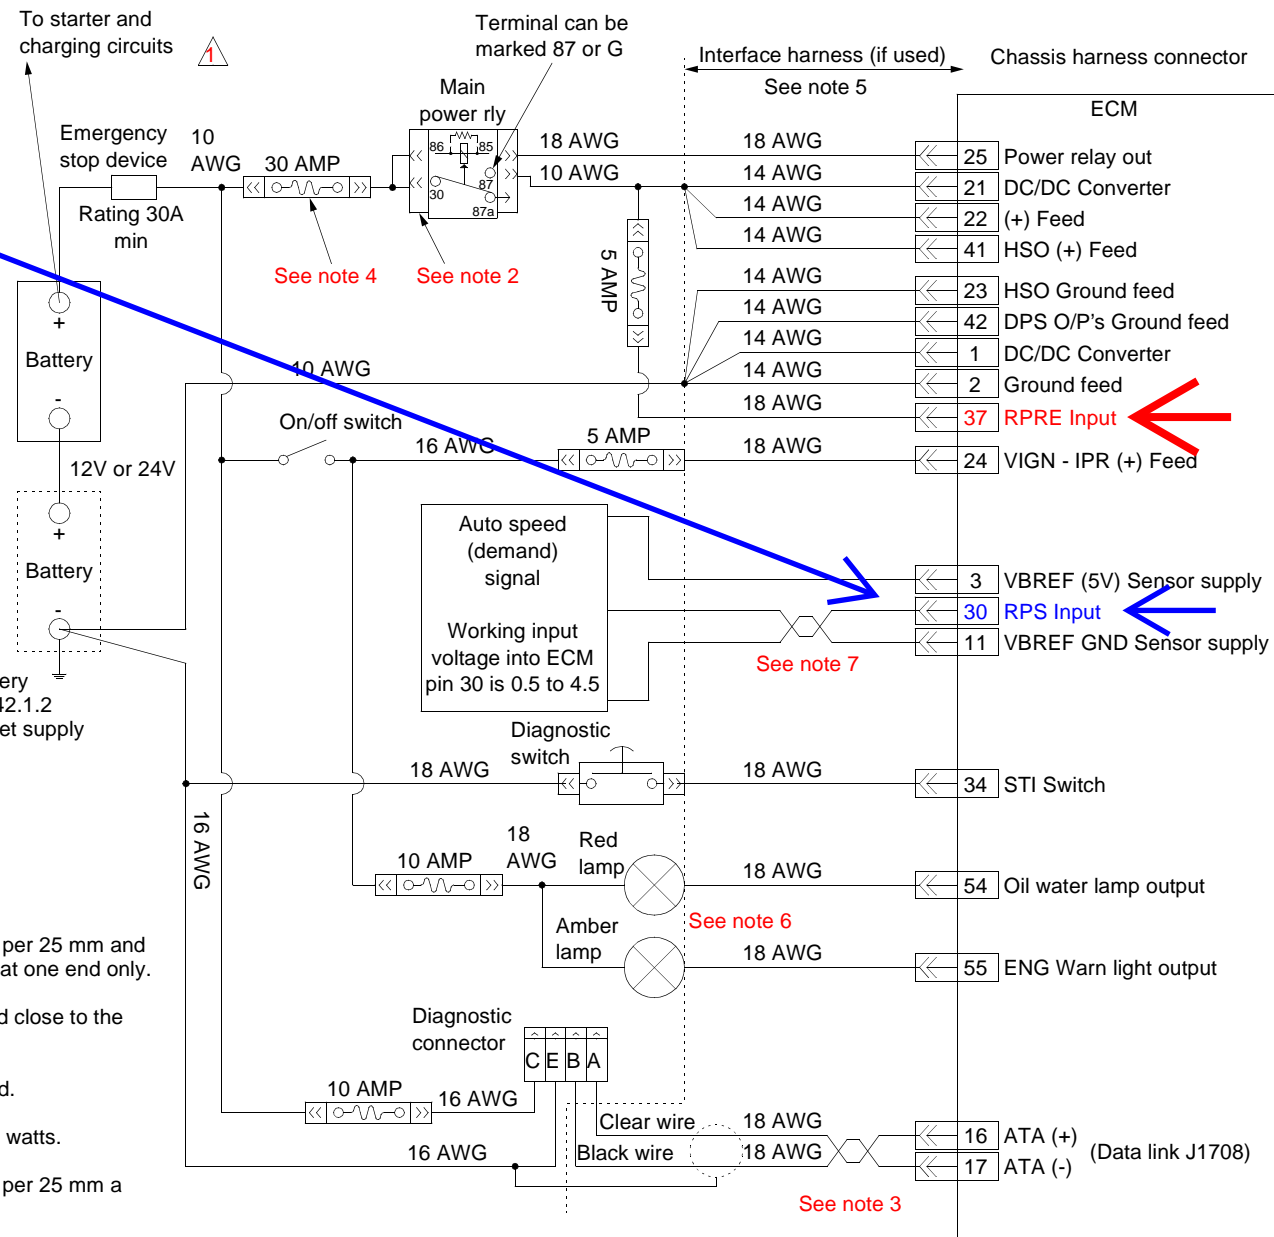 To starter and
charging circuits
1
Terminal can be
marked 87 or G
Interface harness (if used)
See note 5
Chassis harness connector
ECM
Main
power rly
Emergency
stop device
Rating 30A
min
10
AWG
30 AMP
86
85
30
87
87a
18 AWG
10 AWG
18 AWG
14 AWG
14 AWG
14 AWG
14 AWG
14 AWG
14 AWG
14 AWG
18 AWG
25 Power relay out
21 DC/DC Converter
22 (+) Feed
41 HSO (+) Feed
23 HSO Ground feed
42 DPS O/P's Ground feed
1 DC/DC Converter
2 Ground feed
37 RPRE Input
See note 4
See note 2
5 AMP
+
Battery
-
10 AWG
On/off switch
16 AWG
5 AMP
18 AWG
24 VIGN - IPR (+) Feed
12V or 24V
+
Battery
-
Auto speed
(demand)
signal
Working input
voltage into ECM
pin 30 is 0.5 to 4.5
3 VBREF (5V) Sensor supply
30 RPS Input
11 VBREF GND Sensor supply
See note 7
ery
42.1.2
et supply
Diagnostic
switch
18 AWG
18 AWG
34 STI Switch
16 AWG
10 AMP
18
AWG
Red
lamp
18 AWG
54 Oil water lamp output
See note 6
Amber
lamp
18 AWG
55 ENG Warn light output
per 25 mm and
at one end only.
d close to the
d.
watts.
per 25 mm a
Diagnostic
connector
C E B A
10 AMP
16 AWG
16 AWG
Clear wire
Black wire
18 AWG
18 AWG
16 ATA (+)
17 ATA (-)
(Data link J1708)
See note 3